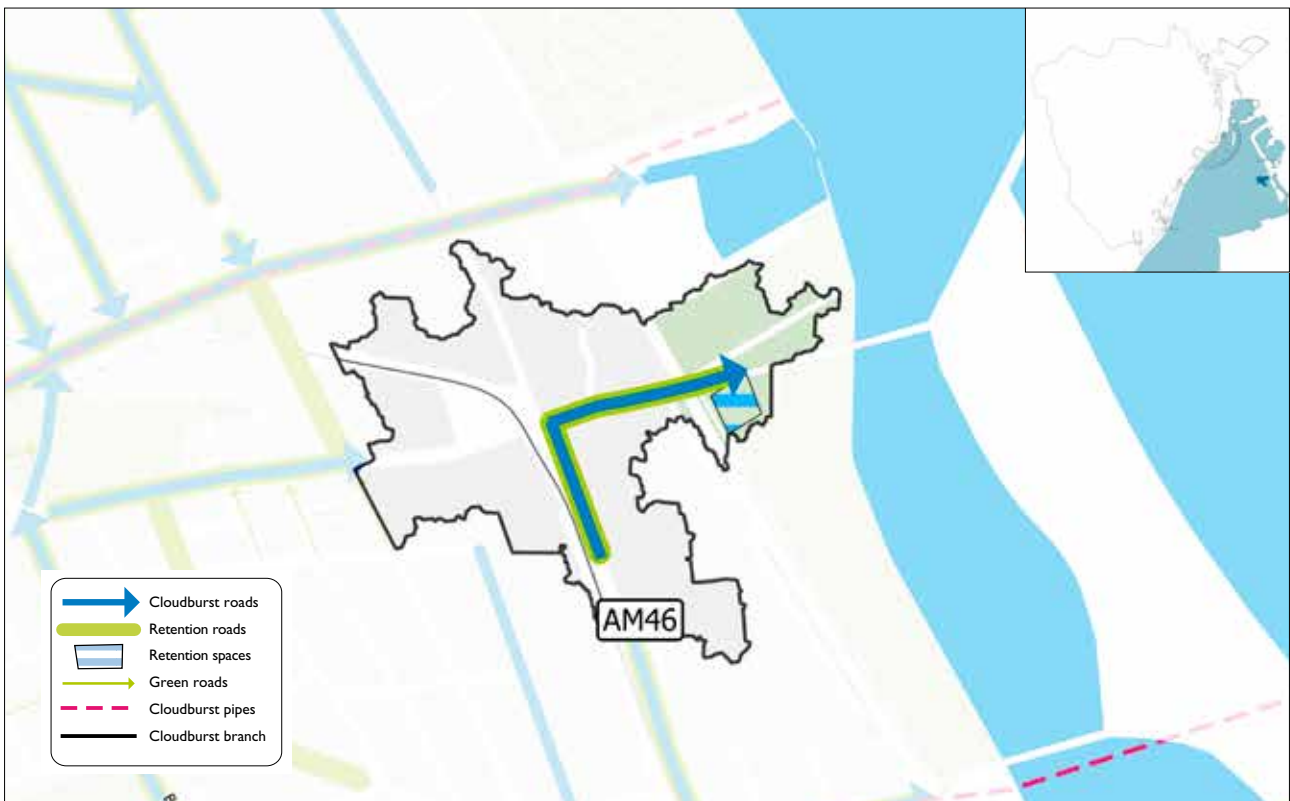 AM46
Cloudburst roads
Retention roads
Retention spaces
Green roads
Cloudburst pipes
Cloudburst branch